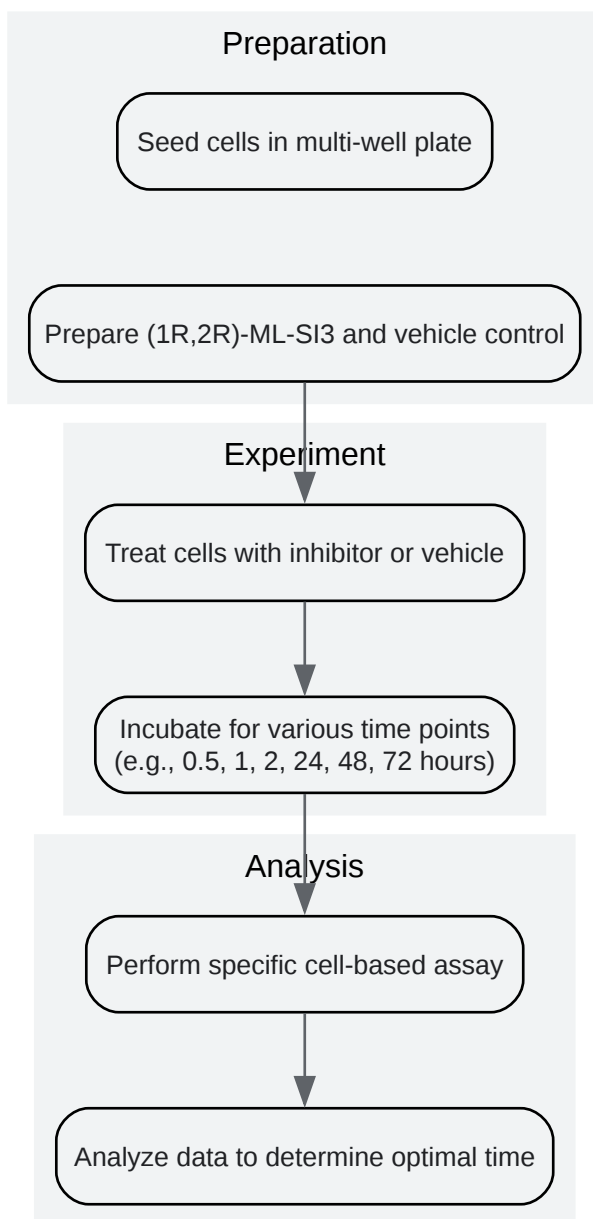 Preparation
Seed cells in multi-well plate
Prepare (1R,2R)-ML-SI3 and vehicle control
Experiment
Treat cells with inhibitor or vehicle
Incubate for various time points
(e.g., 0.5, 1, 2, 24, 48, 72 hours)
Analysis
Perform specific cell-based assay
Analyze data to determine optimal time